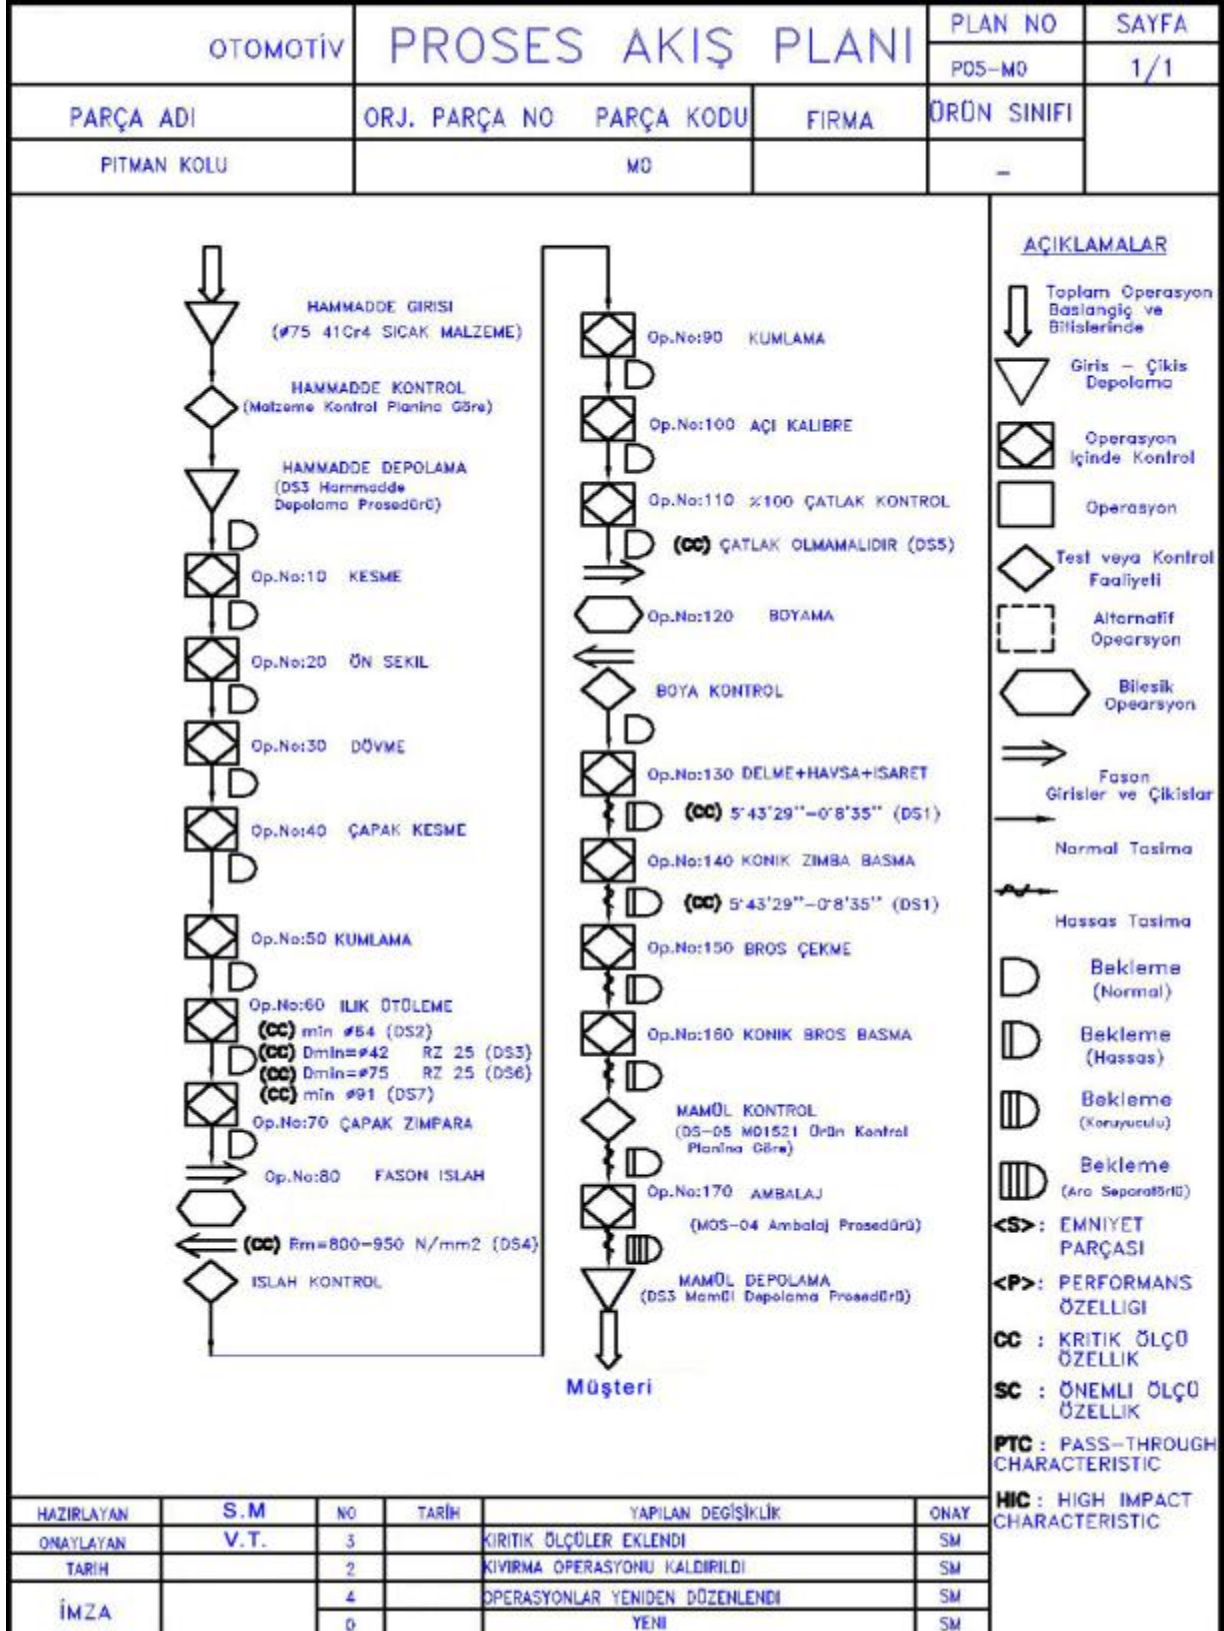 OTOMOTİV
PROSES AKIŞ PLANI
PLAN NO
SAYFA
P05-M0
1/1
PARÇA ADI
ORJ. PARÇA NO
PARÇA KODU
FIRMA
ÜRÜN SINIFI
PITMAN KOLU
M0
-
HAMMADDE GIRISI
(ø75 41Cr4 SICAK MALZEME)
HAMMADDE KONTROL
(Malzeme Kontrol Planina Göre)
HAMMADDE DEPOLAMA
(DS3 Hammadde
Depolama Prosedürü)
Op.No:10 KESME
Op.No:20 ÖN SEKIL
Op.No:30 DÖVME
Op.No:40 ÇAPAK KESME
Op.No:50 KUMLAMA
Op.No:60 ILIK ÜTÜLEME
(CC) min ø64 (DS2)
(CC) Dmin=ø42 RZ 25 (DS3)
(CC) Dmin=ø75 RZ 25 (DS6)
(CC) min ø91 (DS7)
Op.No:70 ÇAPAK ZIMPARA
Op.No:80 FASON ISLAH
(CC) Rm=800-950 N/mm2 (DS4)
ISLAH KONTROL
Op.No:90 KUMLAMA
Op.No:100 AÇI KALIBRE
Op.No:110 %100 ÇATLAK KONTROL
(CC) ÇATLAK OLMAMALIDIR (DS5)
Op.No:120 BOYAMA
BOYA KONTROL
Op.No:130 DELME+HAVSA+ISARET
(CC) 5°43'29''-0°8'35'' (DS1)
Op.No:140 KONIK ZIMBA BASMA
(CC) 5°43'29''-0°8'35'' (DS1)
Op.No:150 BROS ÇEKME
Op.No:160 KONIK BROS BASMA
MAMÜL KONTROL
(DS-05 M01521 Ürün Kontrol
Planina Göre)
Op.No:170 AMBALAJ
(MOS-04 Ambalaj Prosedürü)
MAMÜL DEPOLAMA
(DS3 Mamül Depolama Prosedürü)
Müşteri
AÇIKLAMALAR
Toplam Operasyon
Baslangiç ve
Bitislerinde
Giris - Çikis
Depolama
Operasyon
Içinde Kontrol
Operasyon
Test veya Kontrol
Faaliyeti
Alternatif
Opearsyon
Bilesik
Opearsyon
Fason
Girisler ve Çikislar
Normal Tasima
Hassas Tasima
Bekleme
(Normal)
Bekleme
(Hassas)
Bekleme
(Koruyuculu)
Bekleme
(Ara Separatörlü)
<S>: EMNIYET
PARÇASI
<P>: PERFORMANS
ÖZELLIGI
CC : KRITIK ÖLÇÜ
ÖZELLIK
SC : ÖNEMLI ÖLÇÜ
ÖZELLIK
PTC : PASS-THROUGH
CHARACTERISTIC
HIC : HIGH IMPACT
CHARACTERISTIC
HAZIRLAYAN
S.M
NO
TARİH
YAPILAN DEGİŞİKLİK
ONAY
ONAYLAYAN
V.T.
3
KIRITIK ÖLÇÜLER EKLENDI
SM
TARIH
2
KIVIRMA OPERASYONU KALDIRILDI
SM
İMZA
4
OPERASYONLAR YENIDEN DÜZENLENDI
SM
0
YENI
SM